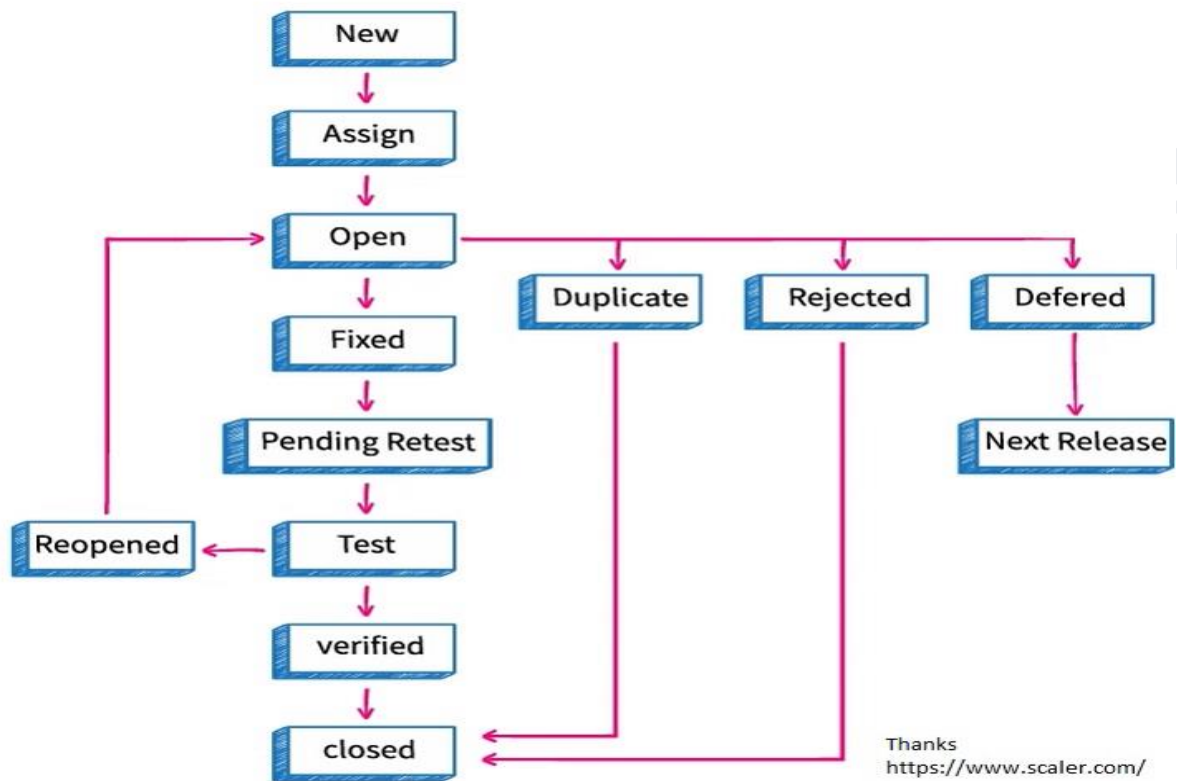 New
Assign
Open
Duplicate
Rejected
Defered
Fixed
Pending Retest
Next Release
Reopened
Test
verified
closed
Thanks
https://www.scaler.com/